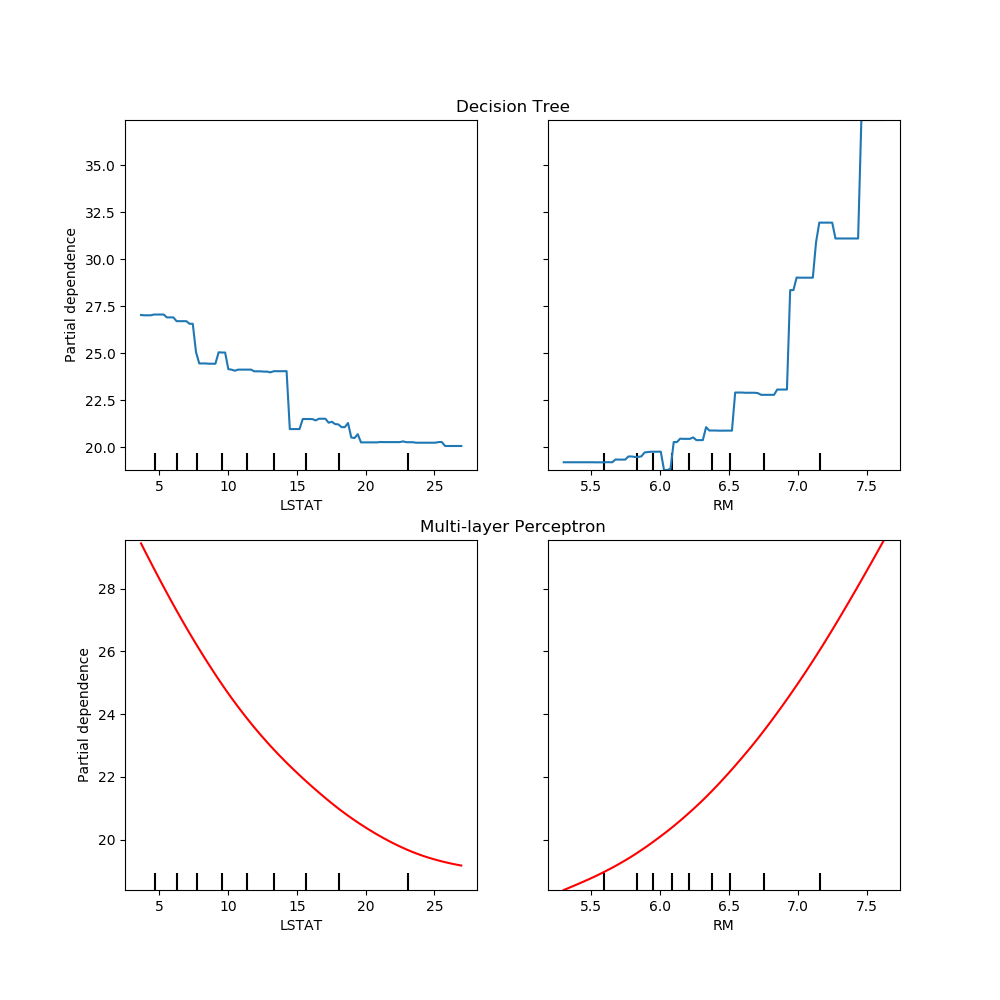 Decision Tree
Partial dependence
35.0
32.5
30.0
27.5
25.0
22.5
20.0
5 10 15 20 25
LSTAT
5.5 6.0 6.5 7.0 7.5
RM
Multi-layer Perceptron
Partial dependence
28
26
24
22
20
5 10 15 20 25
LSTAT
5.5 6.0 6.5 7.0 7.5
RM